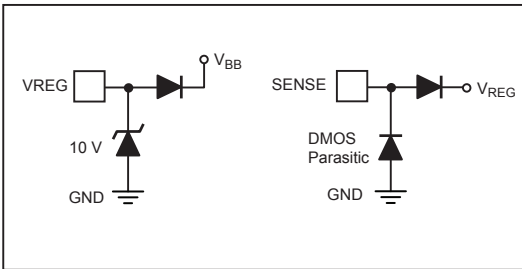 VREG
VBB
10 V
GND
SENSE
VREG
DMOS
Parasitic
GND